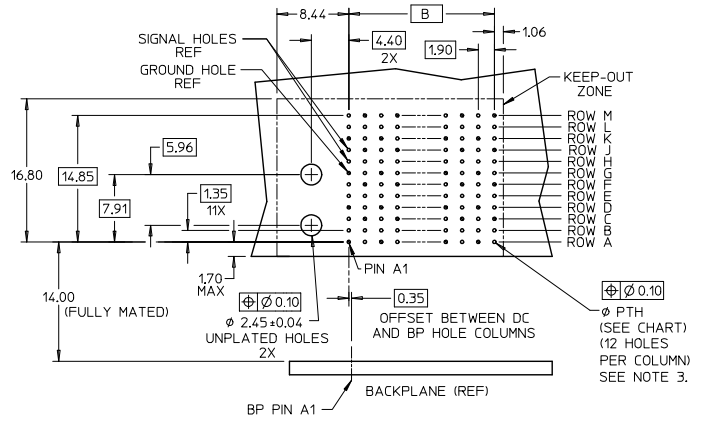 8.44
B
1.06
SIGNAL HOLES
REF
4.40
2X
1.90
GROUND HOLE
REF
KEEP-OUT
ZONE
ROW M
ROW L
ROW K
ROW J
ROW H
ROW G
ROW F
ROW E
ROW D
ROW C
ROW B
ROW A
16.80
14.85
5.96
7.91
1.35
11X
PIN A1
1.70
MAX
14.00
(FULLY MATED)
⌖ Ø 0.10
Ø 2.45±0.04
UNPLATED HOLES
2X
0.35
OFFSET BETWEEN DC
AND BP HOLE COLUMNS
⌖ Ø 0.10
Ø PTH
(SEE CHART)
(12 HOLES
PER COLUMN)
SEE NOTE 3.
BACKPLANE (REF)
BP PIN A1